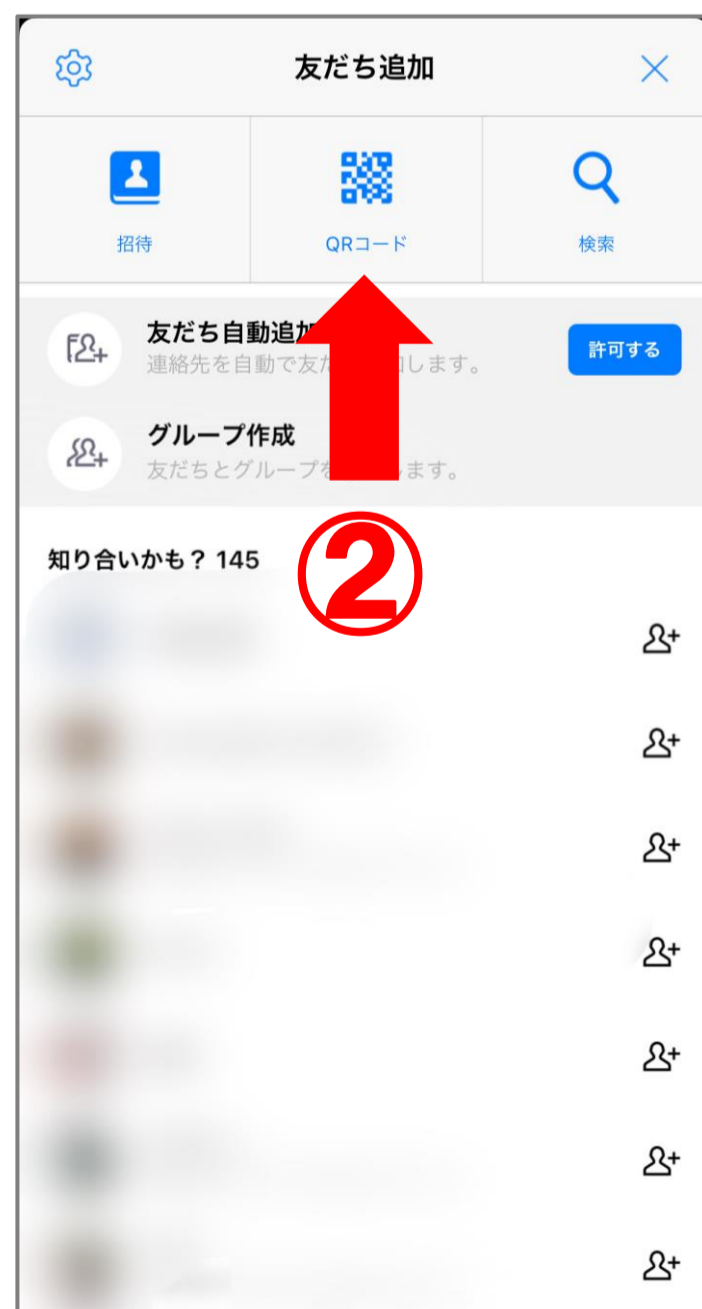 友だち追加
招待
QRコード
検索
友だち自動追加
連絡先を自動で友だ します。
許可する
グループ作成
友だちとグループを します。
知り合いかも？ 145
②